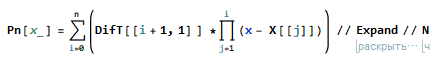 Pn[x_] = ∑_{i=0}^{n} (DifT[[i + 1, 1]] * ∏_{j=1}^{i} (x - X[[j]])) // Expand // N
раскрыть⋯ ч